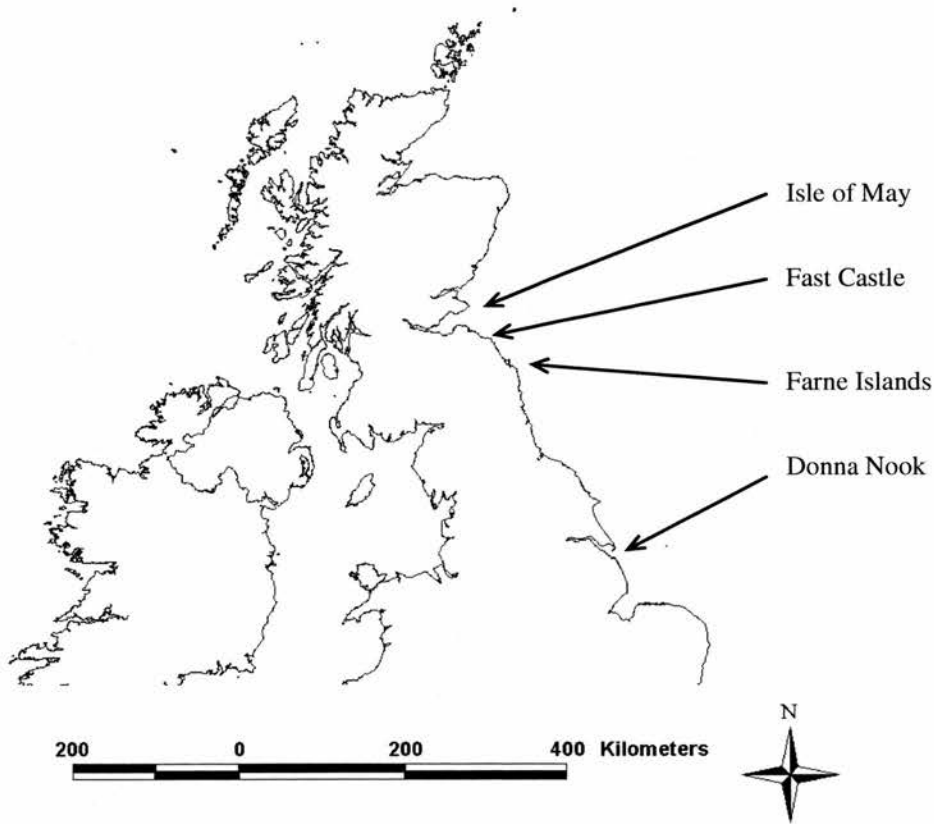 Isle of May
Fast Castle
Farne Islands
Donna Nook
N
200 0 200 400 Kilometers